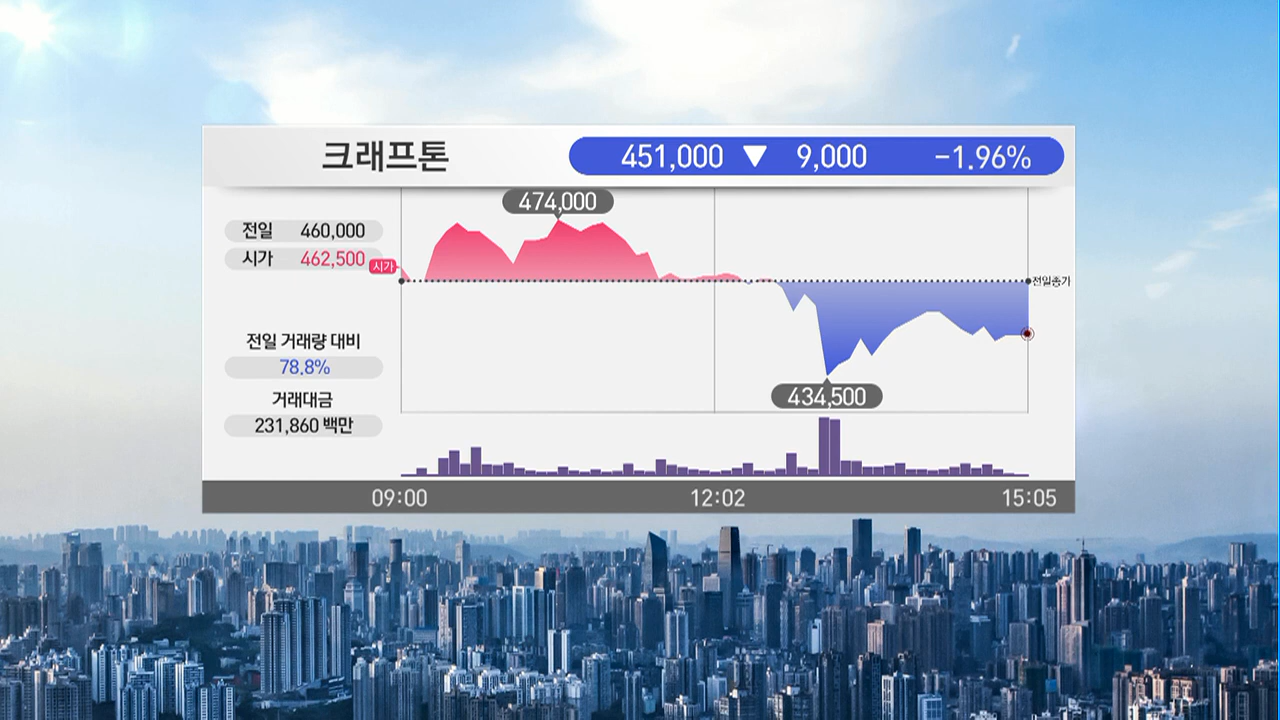 크래프톤 451,000 ▼ 9,000 -1.96%
474,000
전일 460,000
시가 462,500
시가
전일종가
전일 거래량 대비
78.8%
거래대금
434,500
231,860 백만
09:00 12:02 15:05